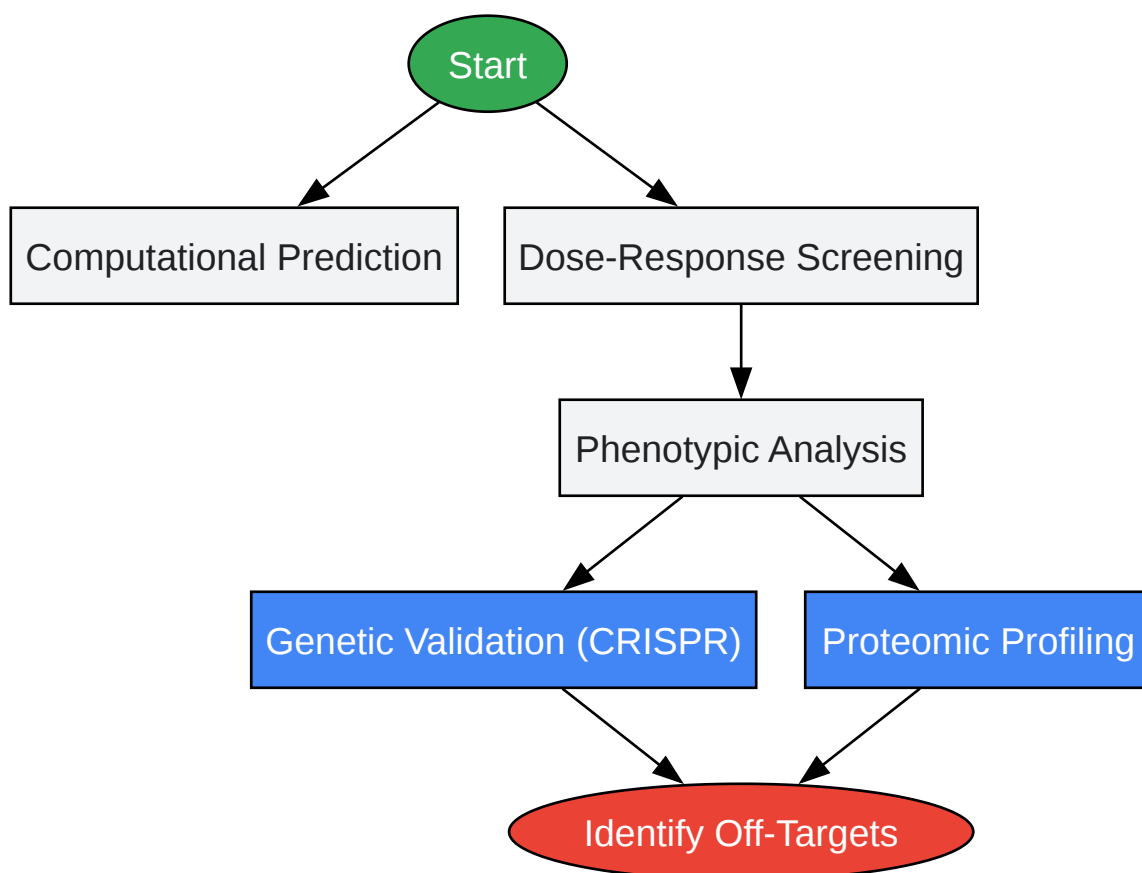 Start
Computational Prediction
Dose-Response Screening
Phenotypic Analysis
Genetic Validation (CRISPR)
Proteomic Profiling
Identify Off-Targets